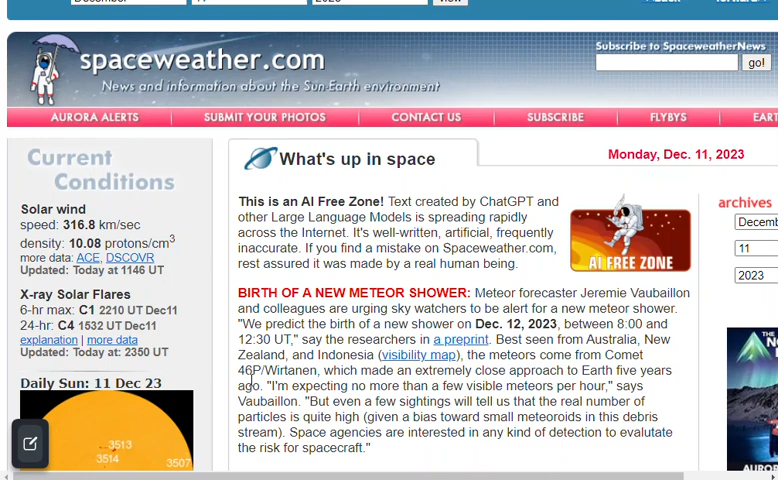 spaceweather.com
News and information about the Sun-Earth environment
Subscribe to SpaceweatherNews
go!
AURORA ALERTS
SUBMIT YOUR PHOTOS
CONTACT US
SUBSCRIBE
FLYBYS
EART
Current
Conditions
Solar wind
speed: 316.8 km/sec
density: 10.08 protons/cm3
more data: ACE, DSCOVR
Updated: Today at 1146 UT
X-ray Solar Flares
6-hr max: C1 2210 UT Dec11
24-hr: C4 1532 UT Dec11
explanation | more data
Updated: Today at: 2350 UT
Daily Sun: 11 Dec 23
3513
3514
3507
What's up in space
Monday, Dec. 11, 2023
This is an AI Free Zone! Text created by ChatGPT and
other Large Language Models is spreading rapidly
across the Internet. It's well-written, artificial, frequently
inaccurate. If you find a mistake on Spaceweather.com,
rest assured it was made by a real human being.
AI FREE ZONE
BIRTH OF A NEW METEOR SHOWER: Meteor forecaster Jeremie Vaubaillon
and colleagues are urging sky watchers to be alert for a new meteor shower.
"We predict the birth of a new shower on Dec. 12, 2023, between 8:00 and
12:30 UT," say the researchers in a preprint. Best seen from Australia, New
Zealand, and Indonesia (visibility map), the meteors come from Comet
46P/Wirtanen, which made an extremely close approach to Earth five years
ago. "I'm expecting no more than a few visible meteors per hour," says
Vaubaillon. "But even a few sightings will tell us that the real number of
particles is quite high (given a bias toward small meteoroids in this debris
stream). Space agencies are interested in any kind of detection to evalutate
the risk for spacecraft."
archives
Decemb
11
2023
THE
N
AUROR